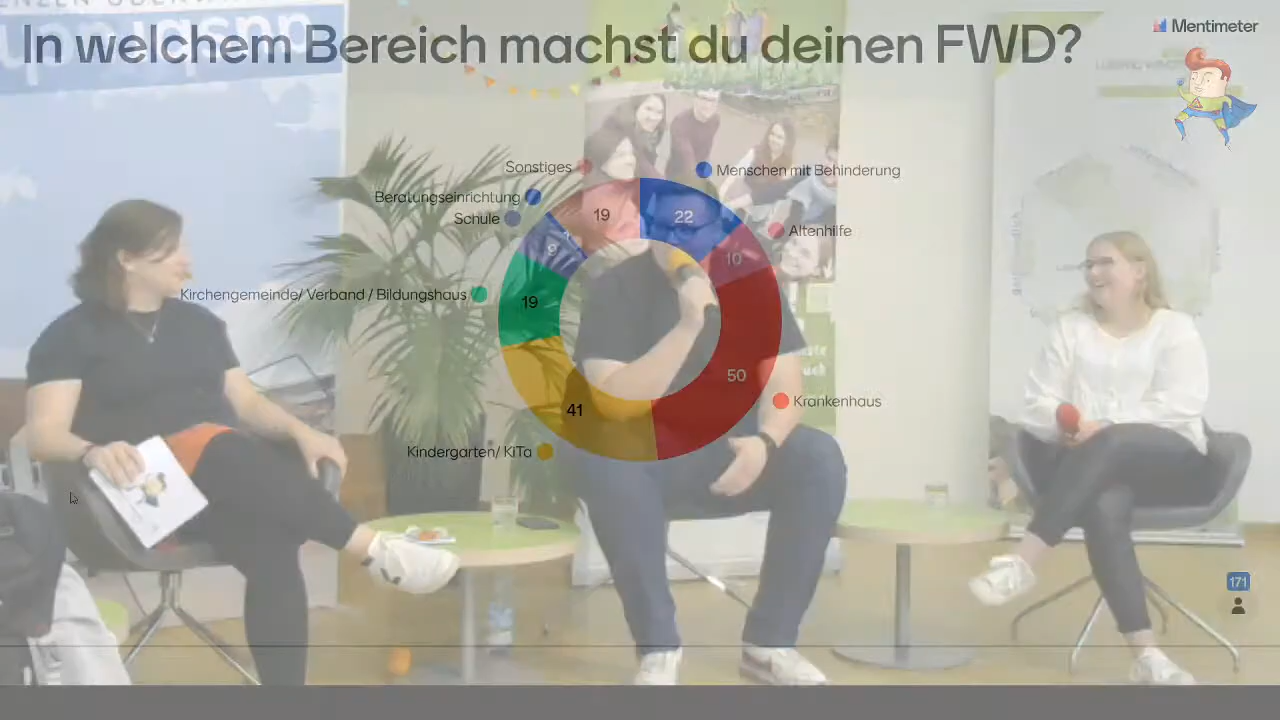 In welchem Bereich machst du deinen FWD?
Mentimeter
Sonstiges
Menschen mit Behinderung
Beratungseinrichtung
Schule
19
22
Altenhilfe
9
10
Kirchengemeinde/ Verband / Bildungshaus
19
50
Krankenhaus
41
Kindergarten/ KiTa
171